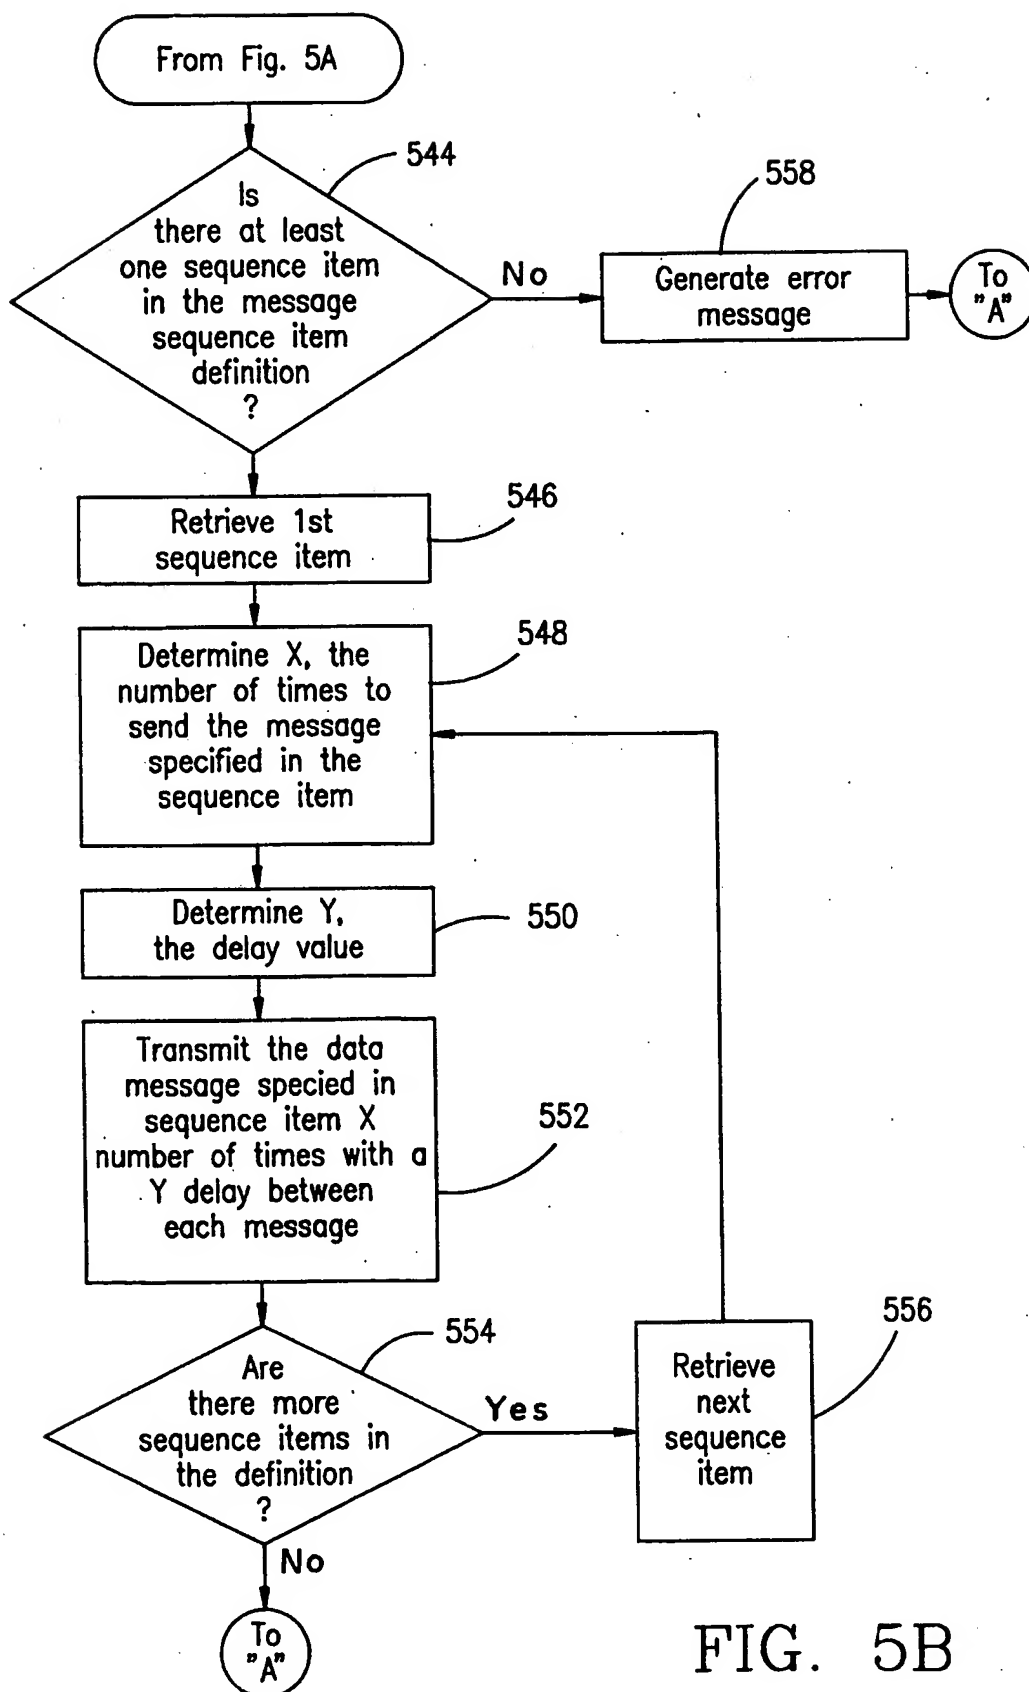 From Fig. 5A
544
Is
there at least
one sequence item
in the message
sequence item
definition
?
No
558
Generate error
message
To
"A"
546
Retrieve 1st
sequence item
548
Determine X, the
number of times to
send the message
specified in the
sequence item
550
Determine Y,
the delay value
552
Transmit the data
message specied in
sequence item X
number of times with a
Y delay between
each message
554
Are
there more
sequence items in
the definition
?
Yes
556
Retrieve
next
sequence
item
No
To
"A"
FIG. 5B